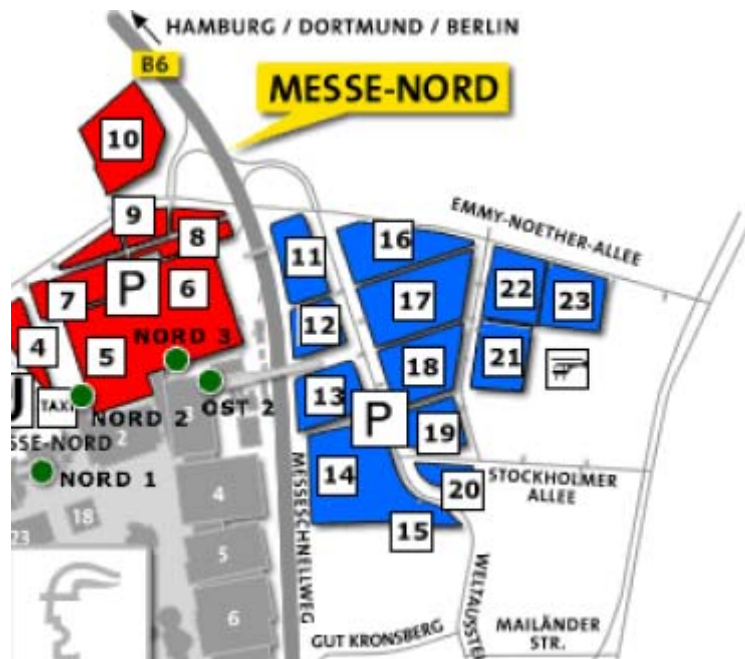 HAMBURG / DORTMUND / BERLIN
B6
MESSE-NORD
10
9
8
11
16
EMMY-NOETHER-ALLEE
7
P
6
17
22
23
12
4
5
NORD 3
18
21
TAXI
NORD 2
OST 2
13
P
19
SSE-NORD
2
3
NORD 1
14
20
STOCKHOLMER
ALLEE
4
18
15
23
5
MESSESCHNELLWEG
6
GUT KRONSBERG
WELTAUSSTE
MAILÄNDER
STR.